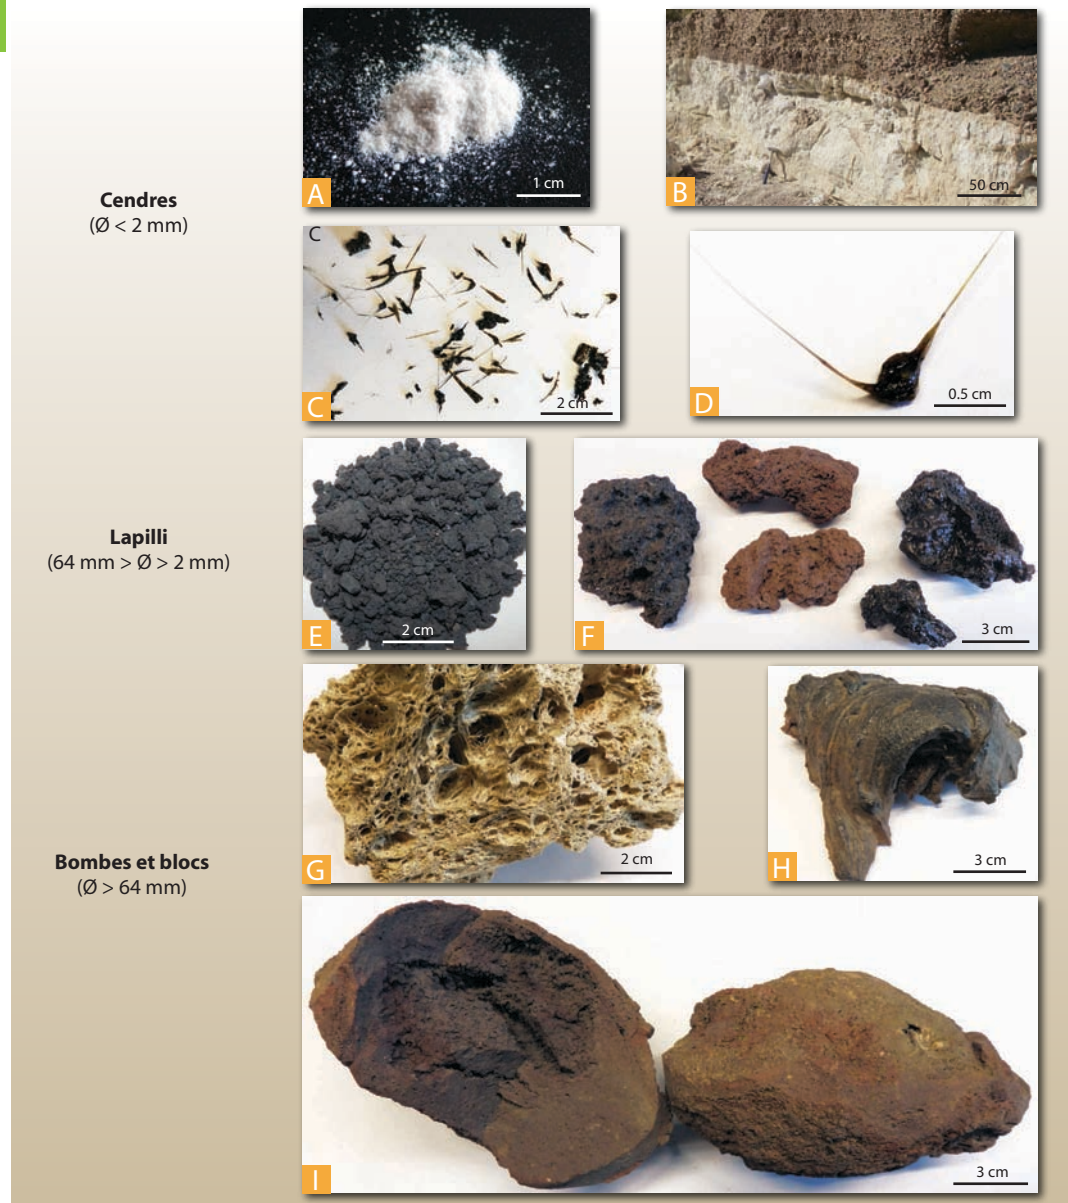 Cendres
(Ø < 2 mm)
A
1 cm
B
50 cm
C
C
2 cm
D
0.5 cm
Lapilli
(64 mm > Ø > 2 mm)
E
2 cm
F
3 cm
Bombes et blocs
(Ø > 64 mm)
G
2 cm
H
3 cm
I
3 cm